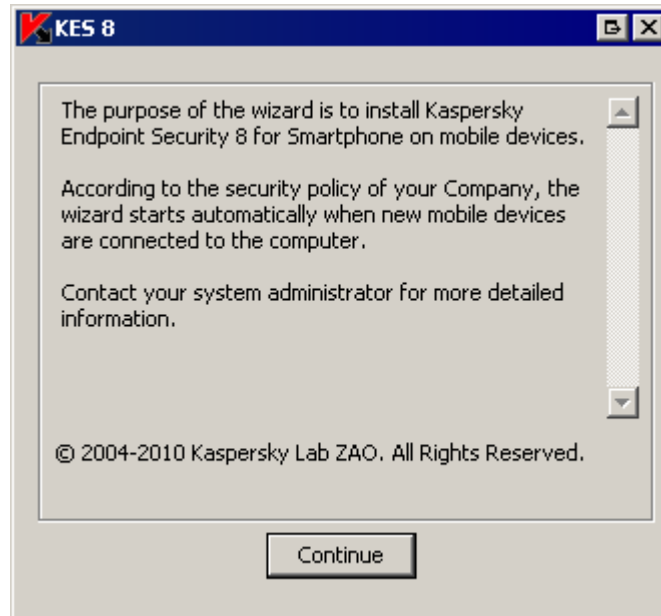 KES 8
The purpose of the wizard is to install Kaspersky
Endpoint Security 8 for Smartphone on mobile devices.
According to the security policy of your Company, the
wizard starts automatically when new mobile devices
are connected to the computer.
Contact your system administrator for more detailed
information.
© 2004-2010 Kaspersky Lab ZAO. All Rights Reserved.
Continue